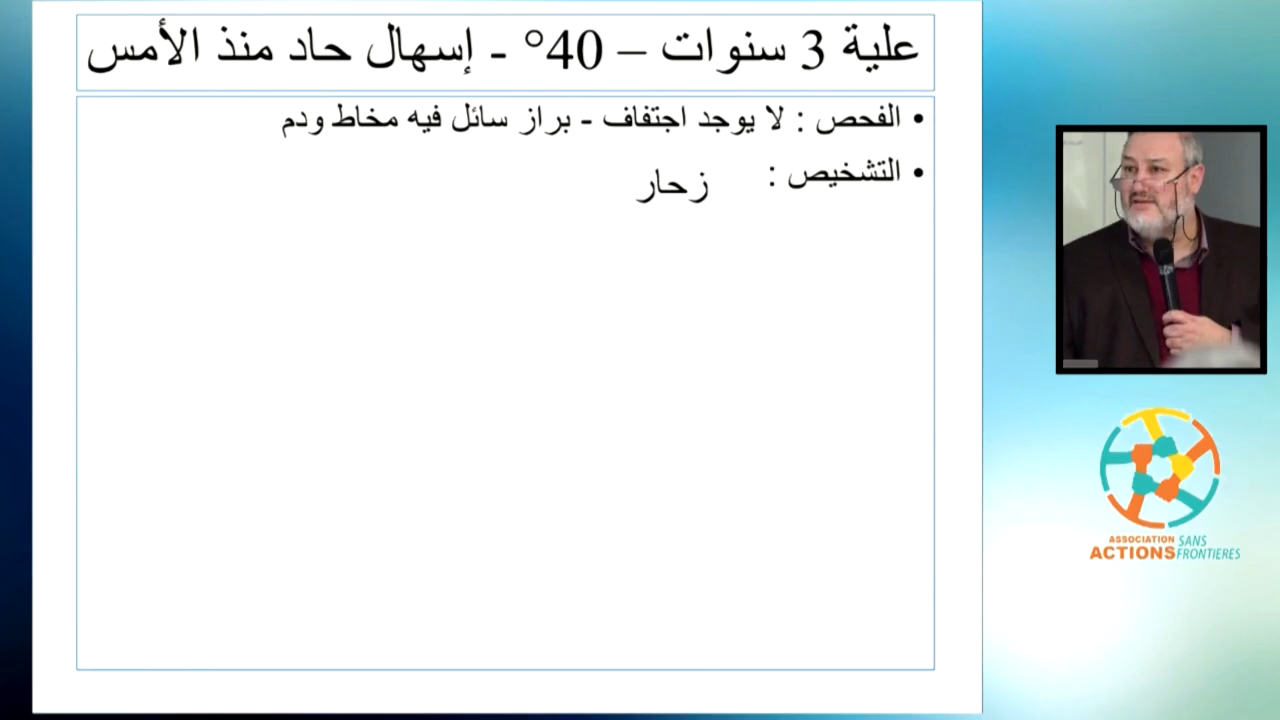 علية 3 سنوات – 40° - إسهال حاد منذ الأمس
• الفحص : لا يوجد اجتفاف - براز سائل فيه مخاط ودم
• التشخيص : زحار
ASSOCIATION SANS
ACTIONS FRONTIERES